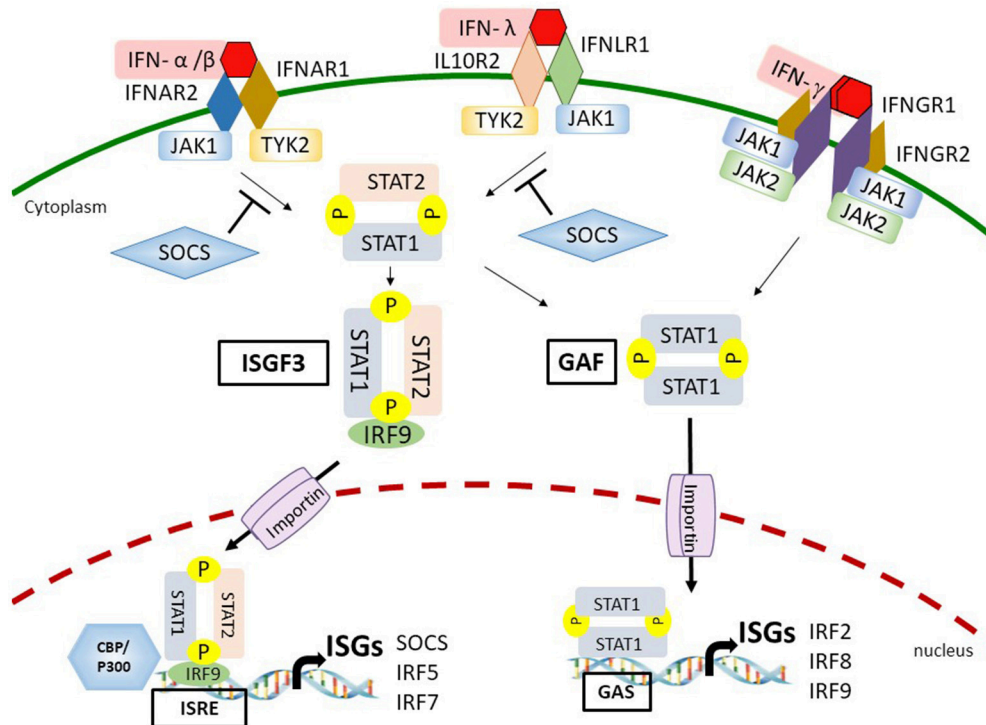 IFN- α /β
IFNAR1
IFNAR2
JAK1
TYK2
IFN- λ
IFNLR1
IL10R2
TYK2
JAK1
IFN- γ
IFNGR1
IFNGR2
JAK1
JAK2
JAK1
JAK2
Cytoplasm
SOCS
STAT2
P
P
STAT1
SOCS
ISGF3
P
STAT1
STAT2
P
IRF9
GAF
STAT1
P
P
STAT1
Importin
Importin
P
STAT1
STAT2
P
IRF9
CBP/
P300
ISRE
ISGs
SOCS
IRF5
IRF7
STAT1
P
P
STAT1
GAS
ISGs
IRF2
IRF8
IRF9
nucleus